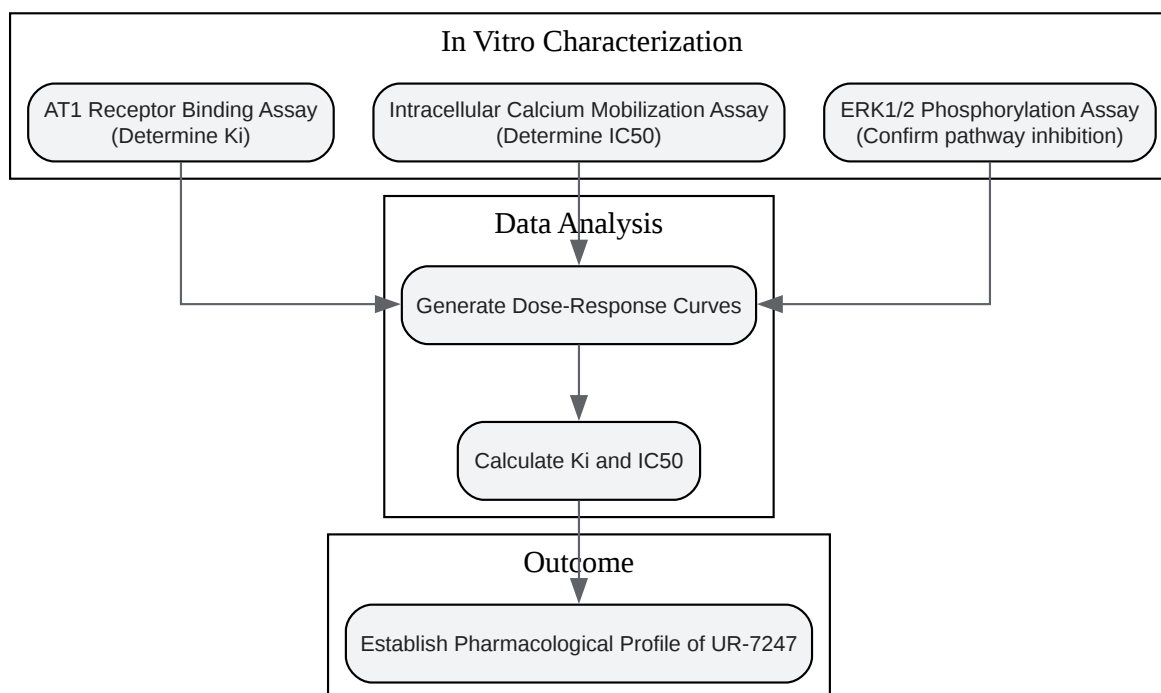 In Vitro Characterization
AT1 Receptor Binding Assay
(Determine Ki)
Intracellular Calcium Mobilization Assay
(Determine IC50)
ERK1/2 Phosphorylation Assay
(Confirm pathway inhibition)
Data Analysis
Generate Dose-Response Curves
Calculate Ki and IC50
Outcome
Establish Pharmacological Profile of UR-7247